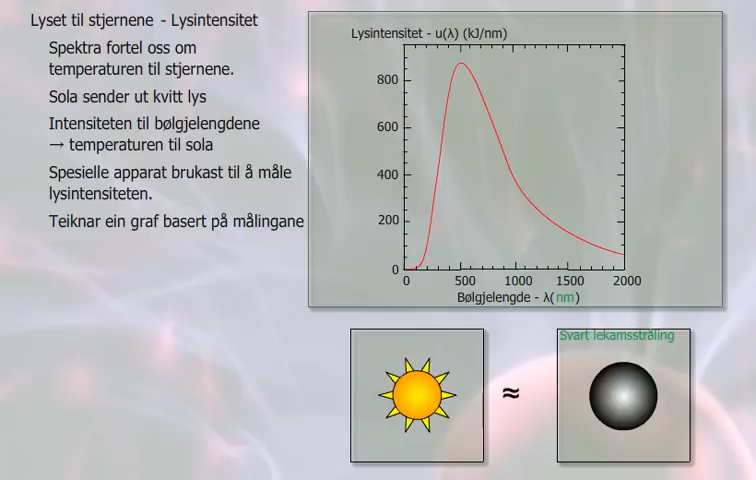 Lyset til stjernene - Lysintensitet
Spektra fortel oss om
temperaturen til stjernene.
Sola sender ut kvitt lys
Intensiteten til bølgjelengdene
→ temperaturen til sola
Spesielle apparat brukast til å måle
lysintensiteten.
Teiknar ein graf basert på målingane
Lysintensitet - u(λ) (kJ/nm)
800
600
400
200
0
0 500 1000 1500 2000
Bølgjelengde - λ(nm)
Svart lekamsstråling
≈